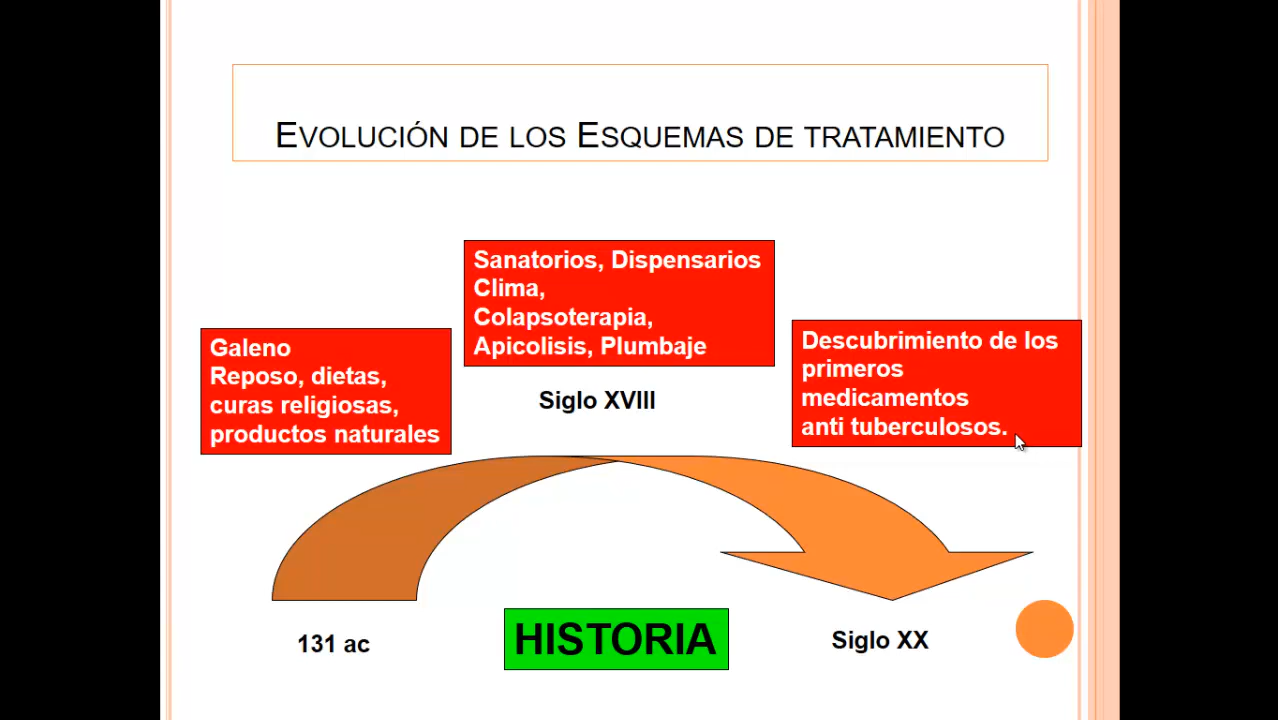 EVOLUCIÓN DE LOS ESQUEMAS DE TRATAMIENTO
Galeno
Reposo, dietas,
curas religiosas,
productos naturales
131 ac
Sanatorios, Dispensarios
Clima,
Colapsoterapia,
Apicolisis, Plumbaje
Siglo XVIII
Descubrimiento de los
primeros
medicamentos
anti tuberculosos.
Siglo XX
HISTORIA